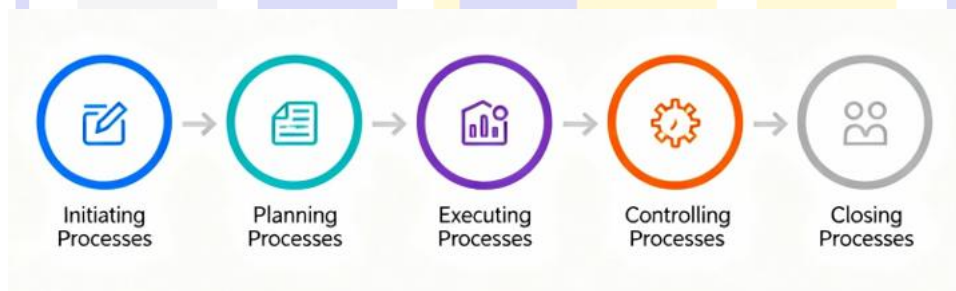 Initiating
Processes
Planning
Processes
Executing
Processes
Controlling
Processes
Closing
Processes